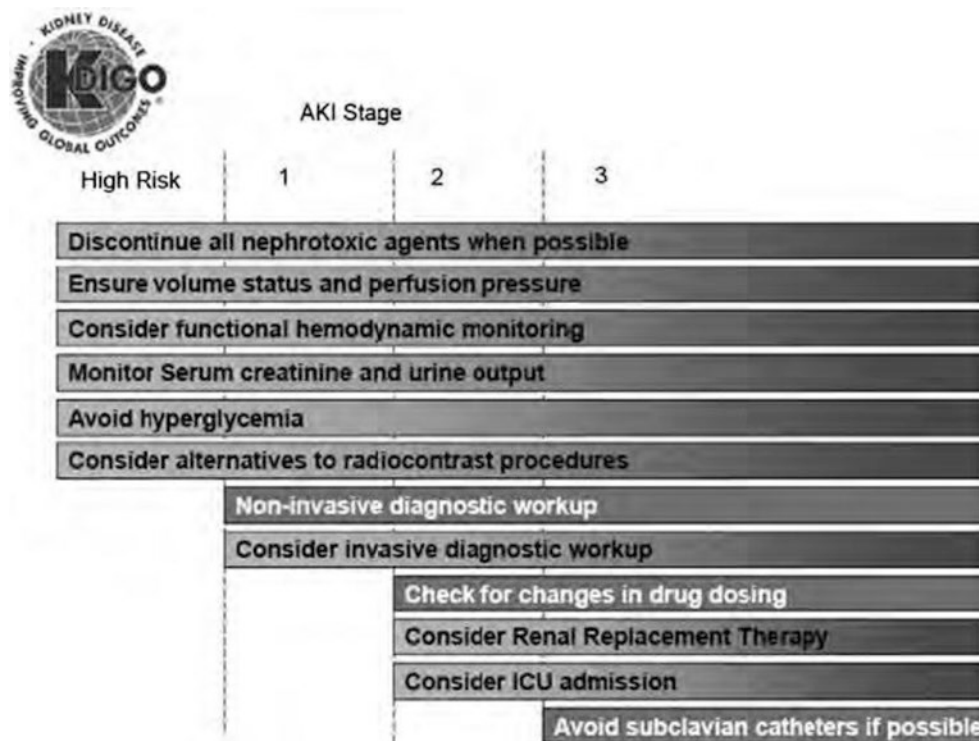 KIDNEY DISEASE
IMPROVING GLOBAL OUTCOMES
KDIGO
®
AKI Stage
High Risk 1 2 3
Discontinue all nephrotoxic agents when possible
Ensure volume status and perfusion pressure
Consider functional hemodynamic monitoring
Monitor Serum creatinine and urine output
Avoid hyperglycemia
Consider alternatives to radiocontrast procedures
Non-invasive diagnostic workup
Consider invasive diagnostic workup
Check for changes in drug dosing
Consider Renal Replacement Therapy
Consider ICU admission
Avoid subclavian catheters if possible